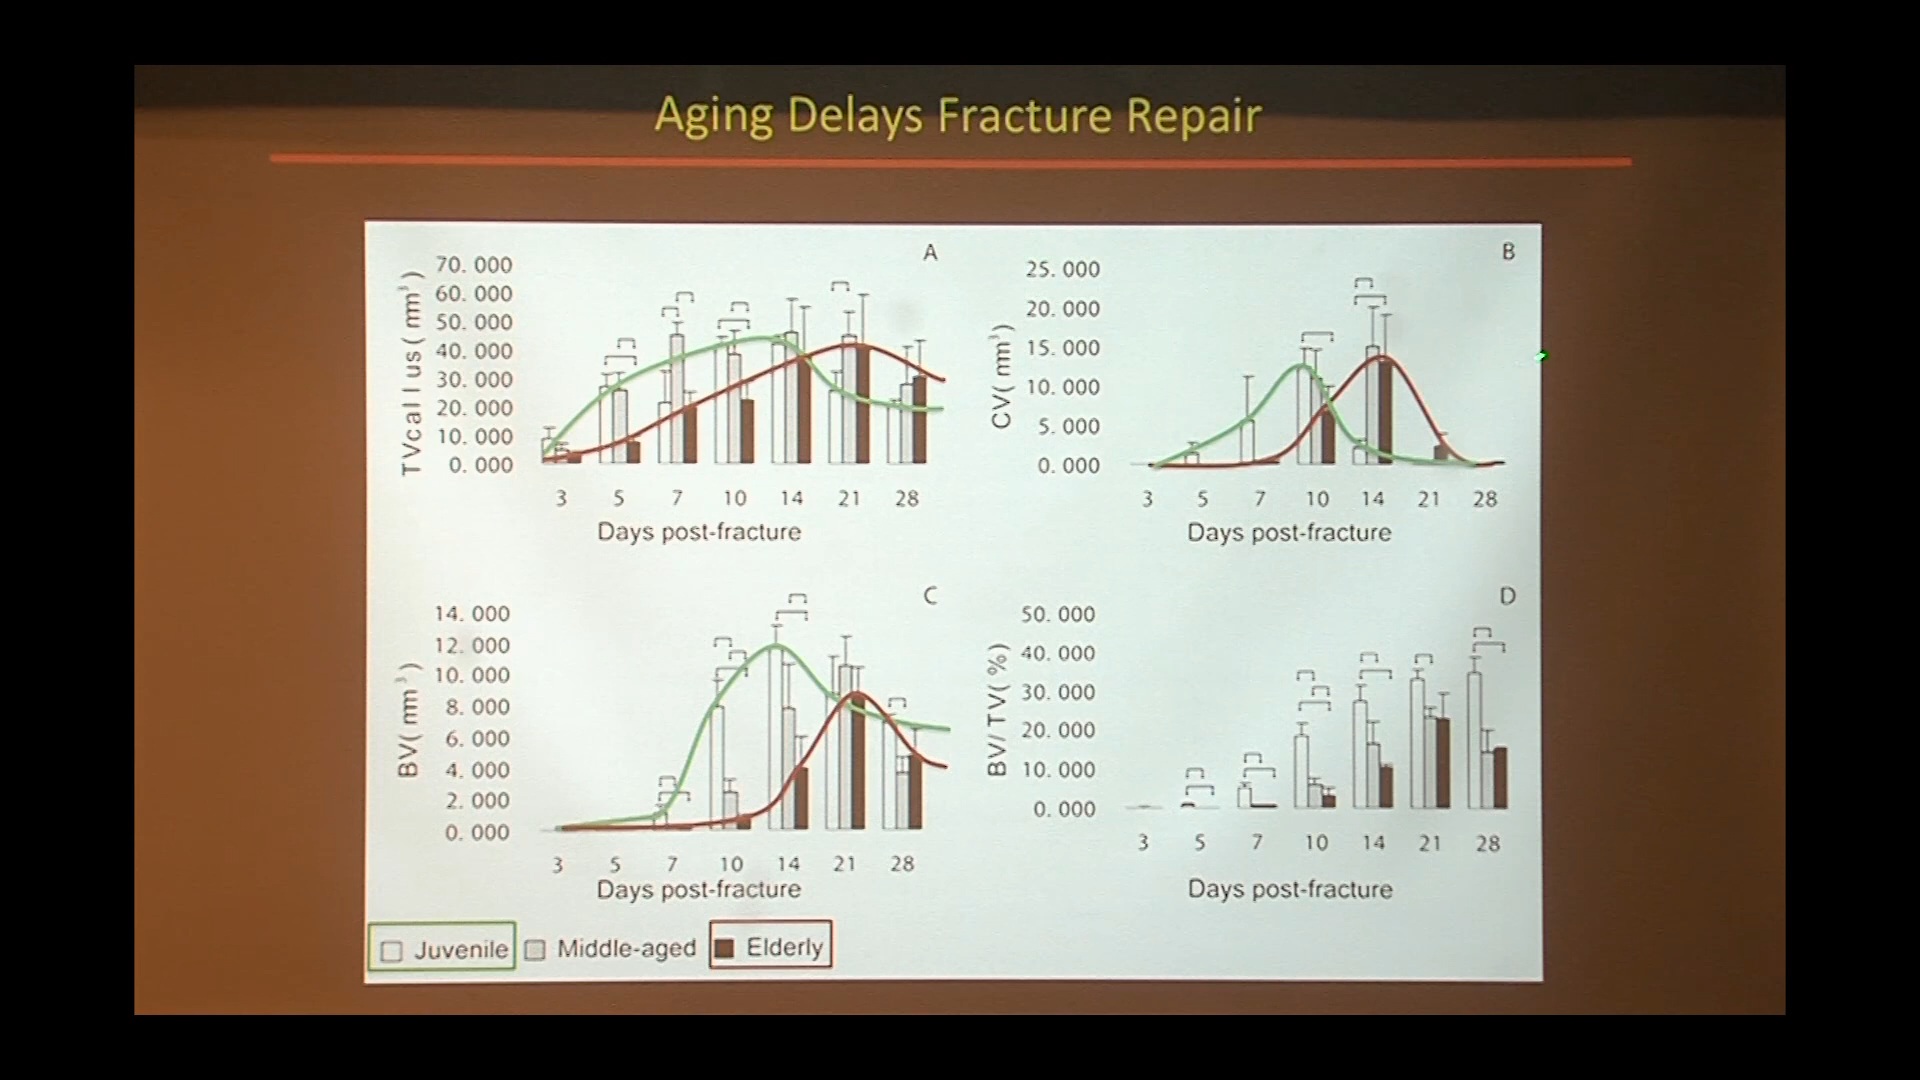 Aging Delays Fracture Repair
A
TVcallus( mm³)
70. 000
60. 000
50. 000
40. 000
30. 000
20. 000
10. 000
0. 000
3 5 7 10 14 21 28
Days post-fracture
B
CV( mm³)
25. 000
20. 000
15. 000
10. 000
5. 000
0. 000
3 5 7 10 14 21 28
Days post-fracture
C
BV( mm³)
14. 000
12. 000
10. 000
8. 000
6. 000
4. 000
2. 000
0. 000
3 5 7 10 14 21 28
Days post-fracture
D
BV/TV( %)
50. 000
40. 000
30. 000
20. 000
10. 000
0. 000
3 5 7 10 14 21 28
Days post-fracture
Juvenile Middle-aged Elderly